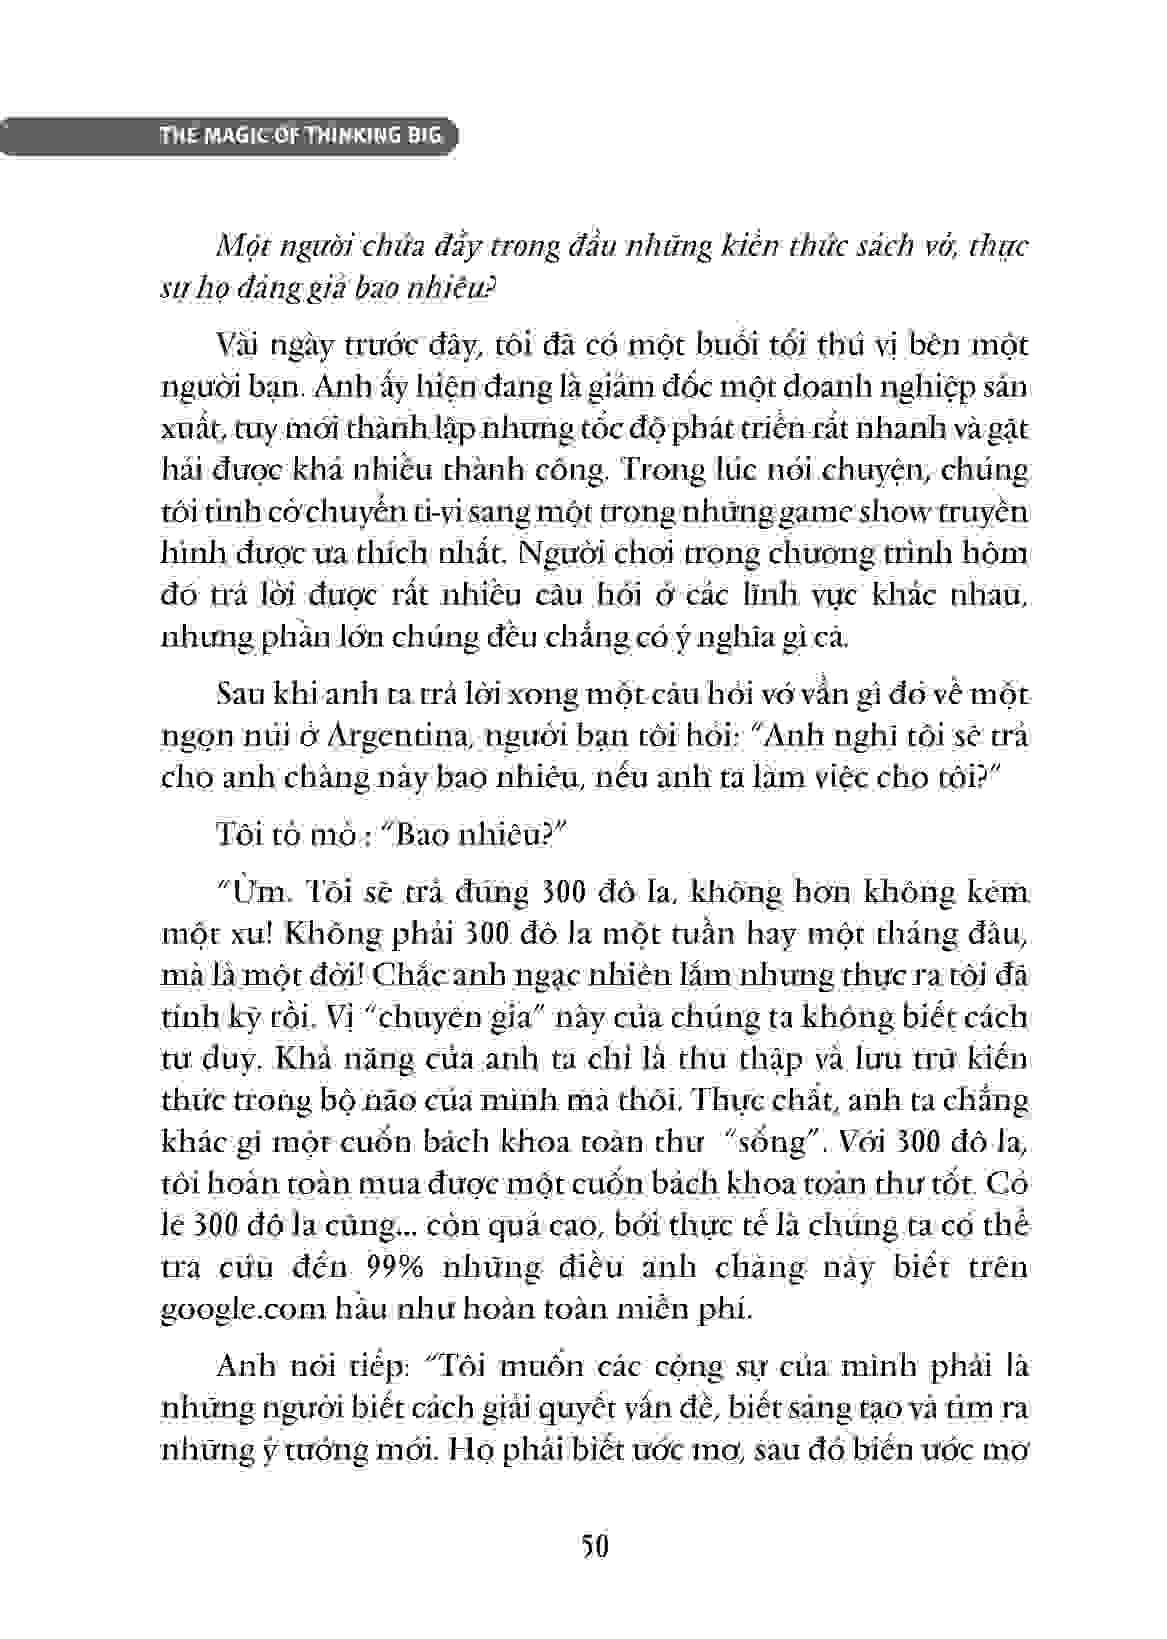 THE MAGIC OF THINKING BIG
Một người chứa đầy trong đầu những kiến thức sách vở, thực
sự họ đáng giá bao nhiêu?
Vài ngày trước đây, tôi đã có một buổi tối thú vị bên một
người bạn. Anh ấy hiện đang là giám đốc một doanh nghiệp sản
xuất, tuy mới thành lập nhưng tốc độ phát triển rất nhanh và gặt
hái được khá nhiều thành công. Trong lúc nói chuyện, chúng
tôi tình cờ chuyển ti-vi sang một trong những game show truyền
hình được ưa thích nhất. Người chơi trong chương trình hôm
đó trả lời được rất nhiều câu hỏi ở các lĩnh vực khác nhau,
nhưng phần lớn chúng đều chẳng có ý nghĩa gì cả.
Sau khi anh ta trả lời xong một câu hỏi vớ vẩn gì đó về một
ngọn núi ở Argentina, người bạn tôi hỏi: “Anh nghĩ tôi sẽ trả
cho anh chàng này bao nhiêu, nếu anh ta làm việc cho tôi?”
Tôi tò mò : “Bao nhiêu?”
“Ừm. Tôi sẽ trả đúng 300 đô la, không hơn không kém
một xu! Không phải 300 đô la một tuần hay một tháng đâu,
mà là một đời! Chắc anh ngạc nhiên lắm nhưng thực ra tôi đã
tính kỹ rồi. Vị “chuyên gia” này của chúng ta không biết cách
tư duy. Khả năng của anh ta chỉ là thu thập và lưu trữ kiến
thức trong bộ não của mình mà thôi. Thực chất, anh ta chẳng
khác gì một cuốn bách khoa toàn thư “sống”. Với 300 đô la,
tôi hoàn toàn mua được một cuốn bách khoa toàn thư tốt. Có
lẽ 300 đô la cũng... còn quá cao, bởi thực tế là chúng ta có thể
tra cứu đến 99% những điều anh chàng này biết trên
google.com hầu như hoàn toàn miễn phí.
Anh nói tiếp: “Tôi muốn các cộng sự của mình phải là
những người biết cách giải quyết vấn đề, biết sáng tạo và tìm ra
những ý tưởng mới. Họ phải biết ước mơ, sau đó biến ước mơ
50